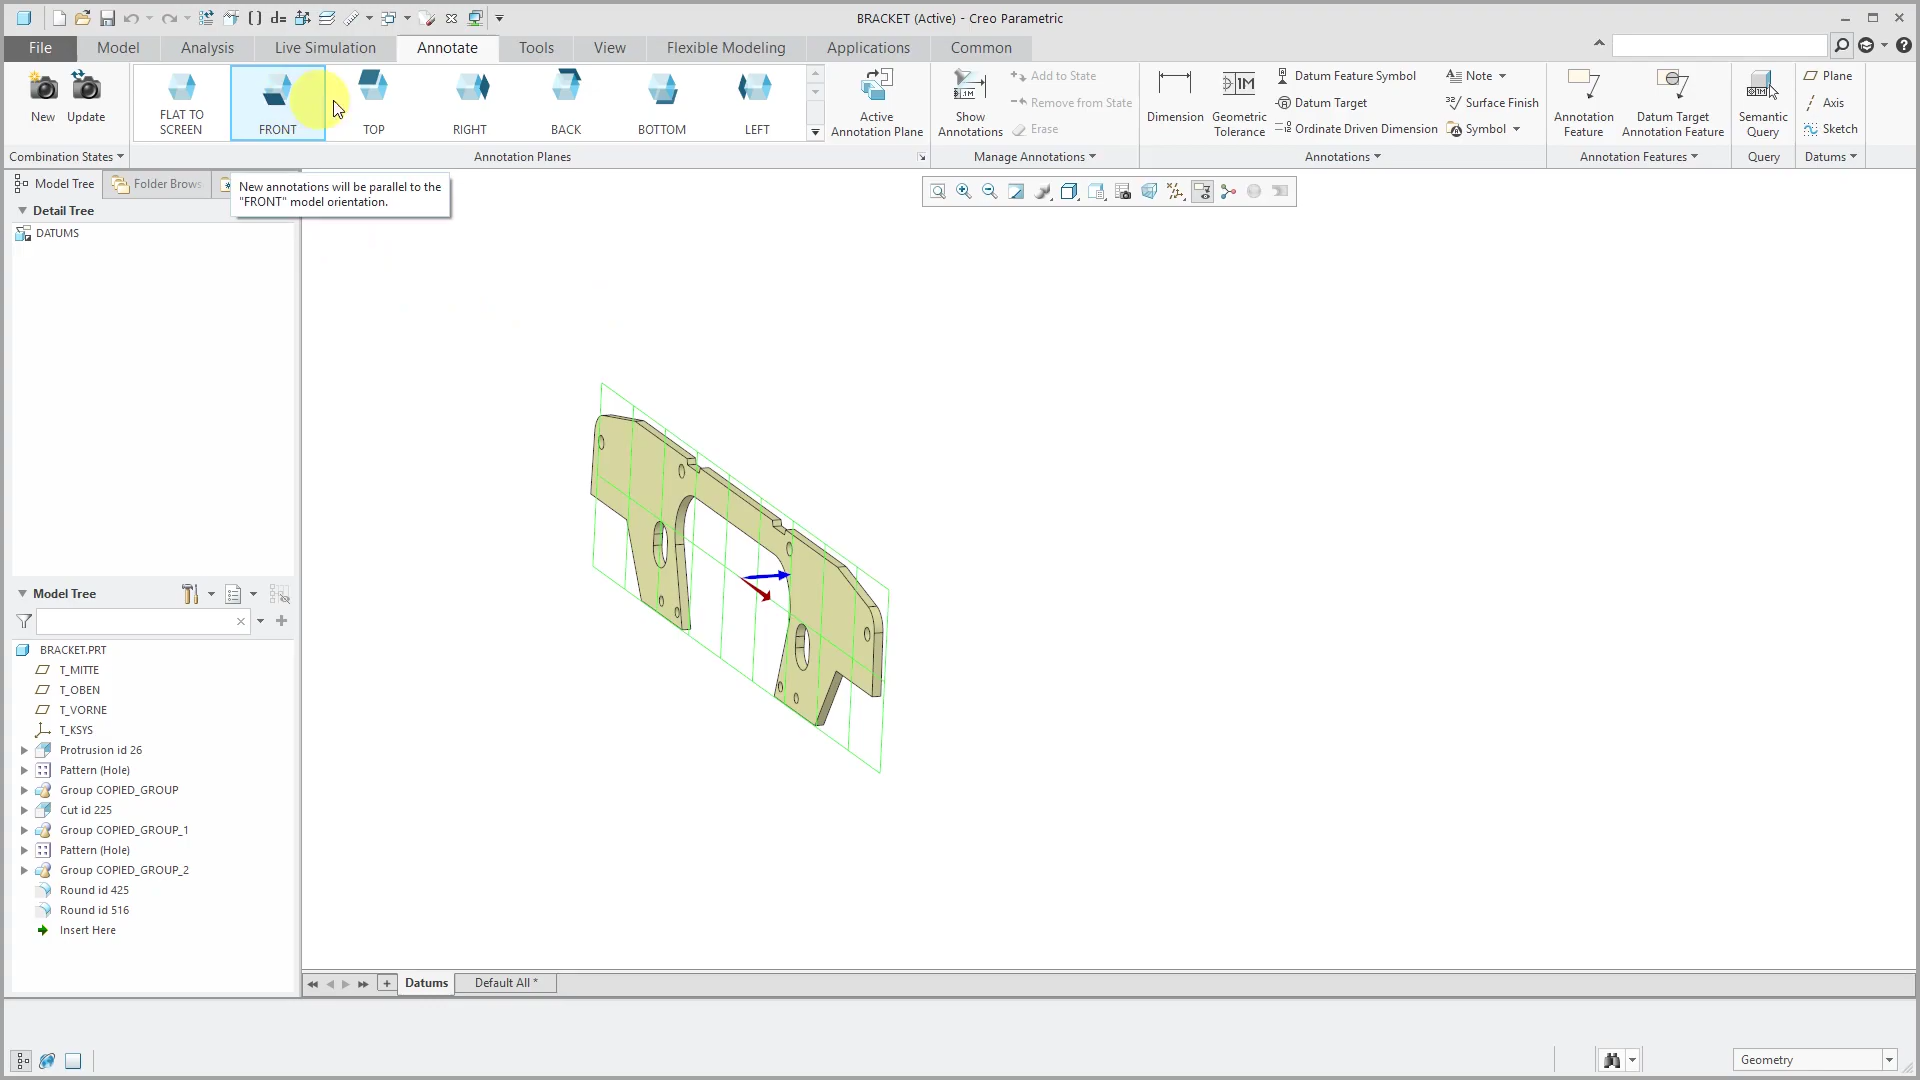 BRACKET (Active) - Creo Parametric
File
Model
Analysis
Live Simulation
Annotate
Tools
View
Flexible Modeling
Applications
Common
New
Update
FLAT TO
SCREEN
FRONT
TOP
RIGHT
BACK
BOTTOM
LEFT
Active
Annotation Plane
Show
Annotations
Add to State
Remove from State
Erase
Dimension
Geometric
Tolerance
Datum Feature Symbol
Datum Target
Ordinate Driven Dimension
Note
Surface Finish
Symbol
Annotation
Feature
Datum Target
Annotation Feature
Semantic
Query
Plane
Axis
Sketch
Combination States
Annotation Planes
Manage Annotations
Annotations
Annotation Features
Query
Datums
Model Tree
Folder Brows
New annotations will be parallel to the
"FRONT" model orientation.
Detail Tree
DATUMS
Model Tree
BRACKET.PRT
T_MITTE
T_OBEN
T_VORNE
T_KSYS
Protrusion id 26
Pattern (Hole)
Group COPIED_GROUP
Cut id 225
Group COPIED_GROUP_1
Pattern (Hole)
Group COPIED_GROUP_2
Round id 425
Round id 516
Insert Here
Datums
Default All *
Geometry